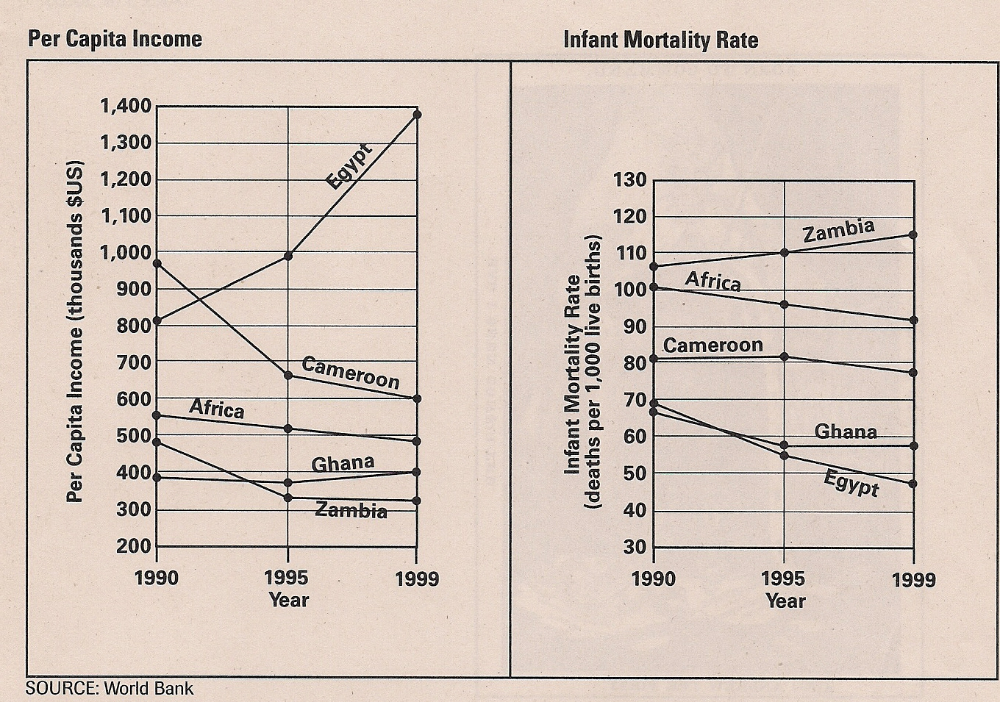 Per Capita Income
Per Capita Income (thousands $US)
1,400
1,300
1,200
1,100
1,000
900
800
700
600
500
400
300
200
Egypt
Cameroon
Africa
Ghana
Zambia
1990 1995 1999
Year
Infant Mortality Rate
Infant Mortality Rate
(deaths per 1,000 live births)
130
120
110
100
90
80
70
60
50
40
30
Zambia
Africa
Cameroon
Ghana
Egypt
1990 1995 1999
Year
SOURCE: World Bank